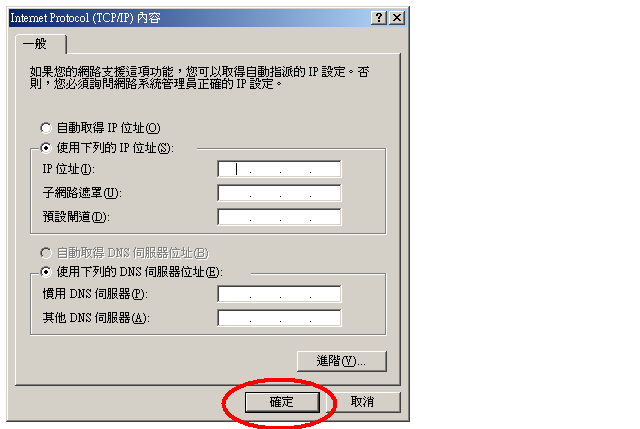 Internet Protocol (TCP/IP) 內容
一般
如果您的網路支援這項功能，您可以取得自動指派的 IP 設定。否
則，您必須詢問網路系統管理員正確的 IP 設定。
自動取得 IP 位址(O)
使用下列的 IP 位址(S):
IP 位址(I):
子網路遮罩(U):
預設閘道(D):
自動取得 DNS 伺服器位址(B)
使用下列的 DNS 伺服器位址(E):
慣用 DNS 伺服器(P):
其他 DNS 伺服器(A):
進階(V)...
確定 取消